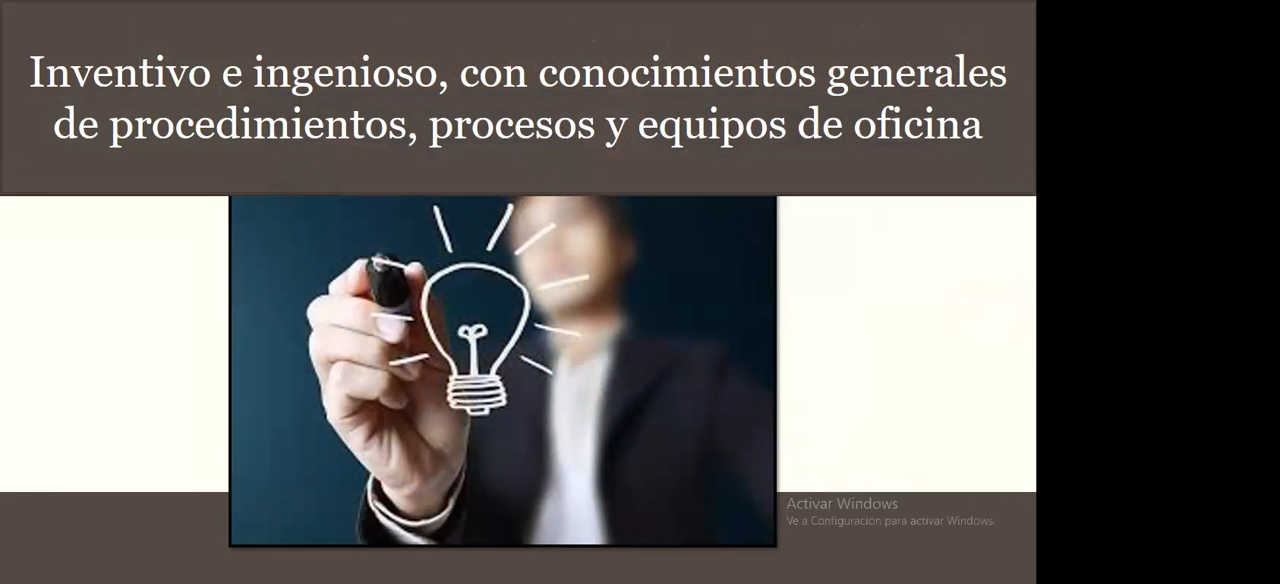 Inventivo e ingenioso, con conocimientos generales
de procedimientos, procesos y equipos de oficina
Activar Windows
Ve a Configuración para activar Windows.